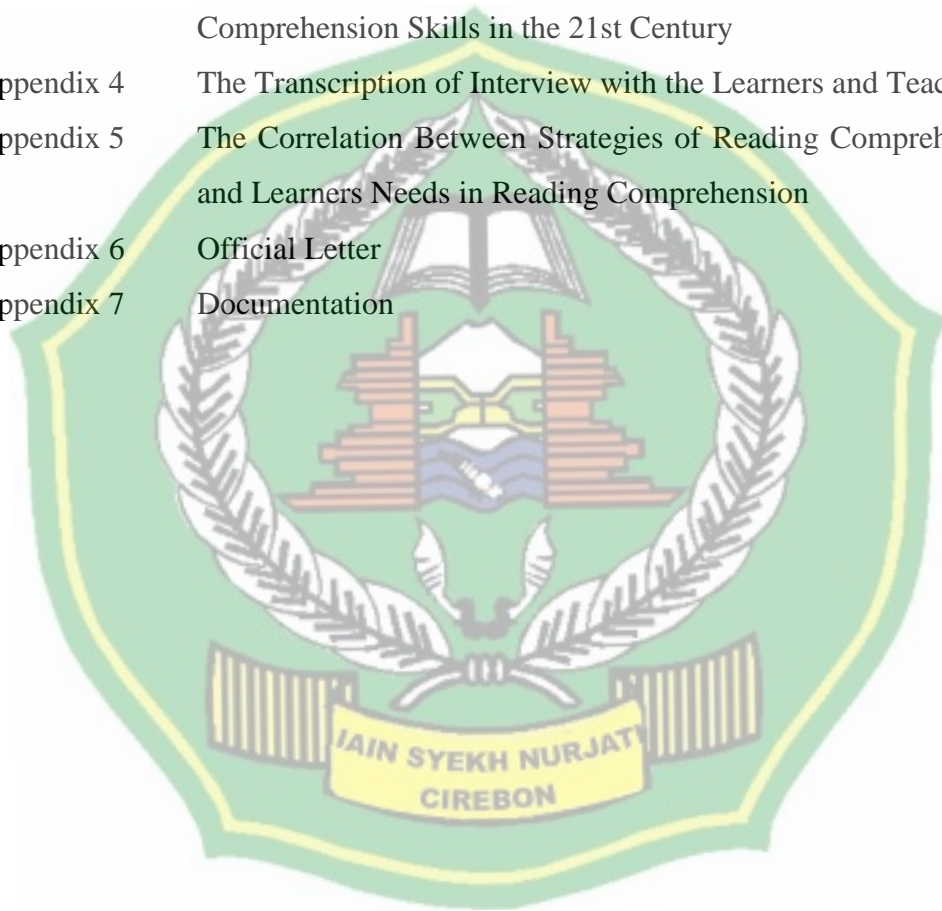 Comprehension Skills in the 21st Century
ppendix 4 The Transcription of Interview with the Learners and Teac
ppendix 5 The Correlation Between Strategies of Reading Compreh
and Learners Needs in Reading Comprehension
ppendix 6 Official Letter
ppendix 7 Documentation
IAIN SYEKH NURJATI
CIREBON